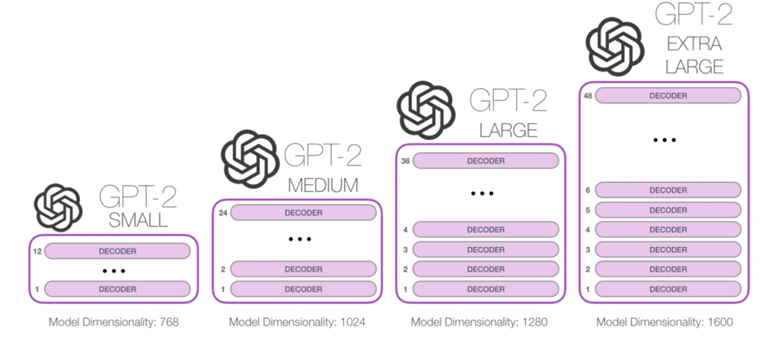 GPT-2
SMALL
12 DECODER
...
1 DECODER
Model Dimensionality: 768
GPT-2
MEDIUM
24 DECODER
...
2 DECODER
1 DECODER
Model Dimensionality: 1024
GPT-2
LARGE
36 DECODER
...
4 DECODER
3 DECODER
2 DECODER
1 DECODER
Model Dimensionality: 1280
GPT-2
EXTRA
LARGE
48 DECODER
...
6 DECODER
5 DECODER
4 DECODER
3 DECODER
2 DECODER
1 DECODER
Model Dimensionality: 1600